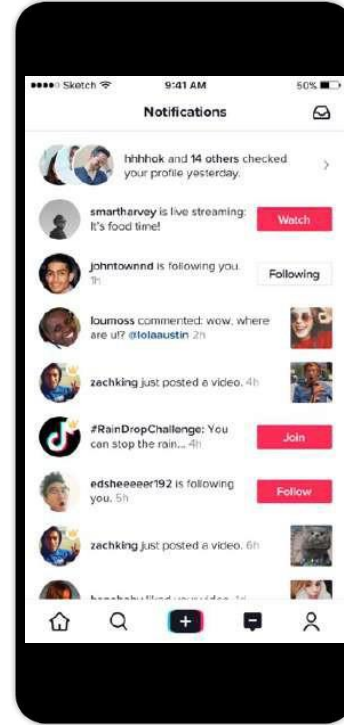 Sketch 9:41 AM 50%
Notifications
hhhhok and 14 others checked
your profile yesterday.
smartharvey is live streaming:
It's food time!
Watch
johntownnd is following you.
1h
Following
loumoss commented: wow, where
are u!? @lolaaustin 2h
zachking just posted a video. 4h
#RainDropChallenge: You
can stop the rain... 4h
Join
edsheeeeer192 is following
you. 5h
Follow
zachking just posted a video. 6h